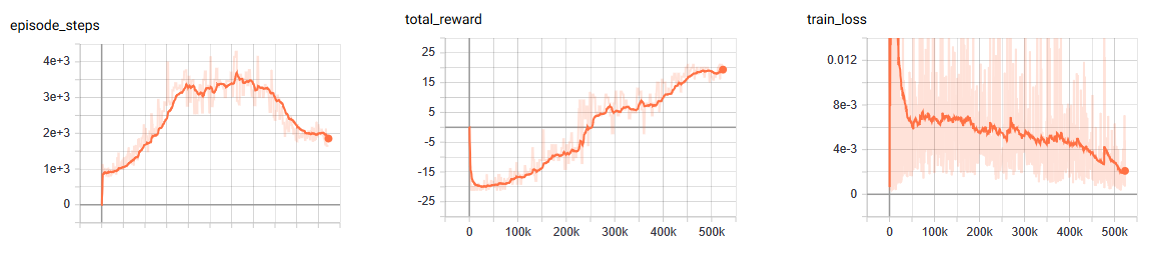 episode_steps
4e+3
3e+3
2e+3
1e+3
0
total_reward
25
15
5
-5
-15
-25
0 100k 200k 300k 400k 500k
train_loss
0.012
8e-3
4e-3
0
0 100k 200k 300k 400k 500k